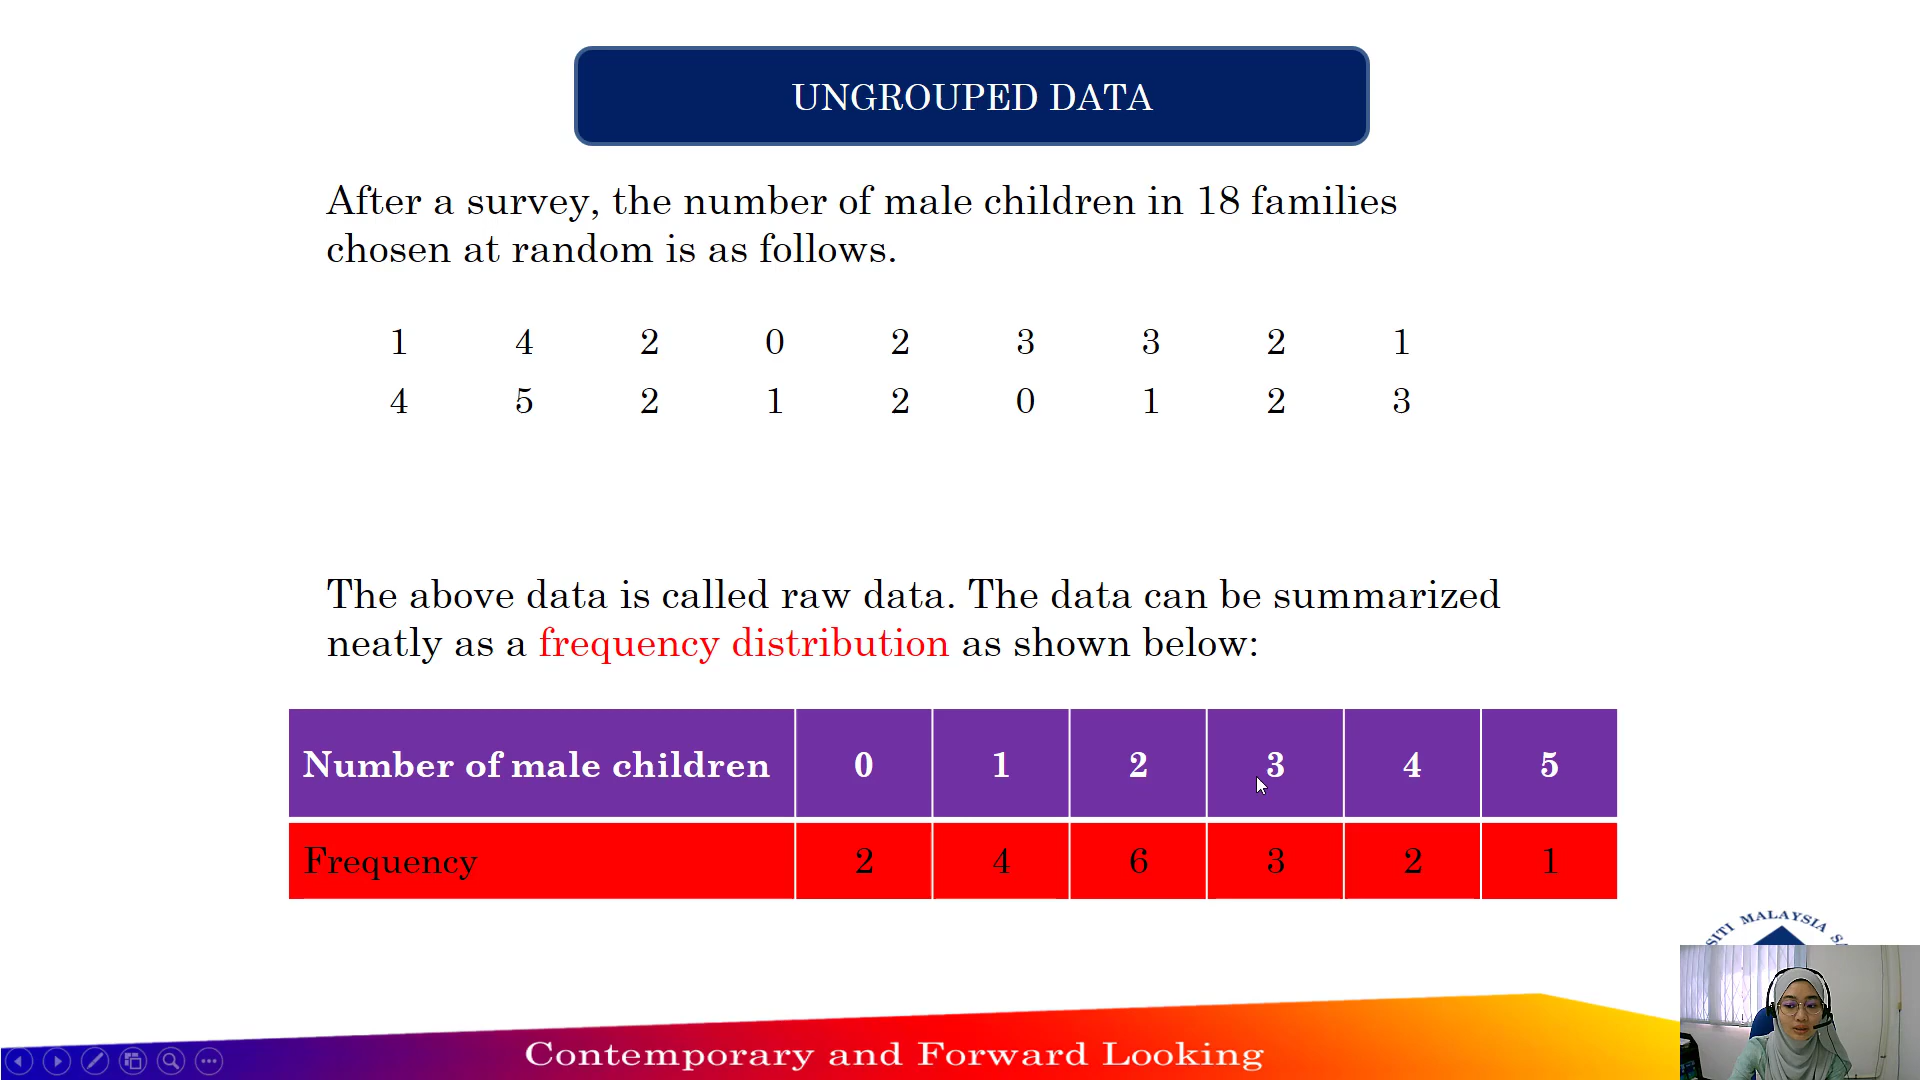 UNGROUPED DATA
After a survey, the number of male children in 18 families
chosen at random is as follows.
1 4 2 0 2 3 3 2 1
4 5 2 1 2 0 1 2 3
The above data is called raw data. The data can be summarized
neatly as a frequency distribution as shown below:
Number of male children 0 1 2 3 4 5
Frequency 2 4 6 3 2 1
MALAYSIA
Contemporary and Forward Looking